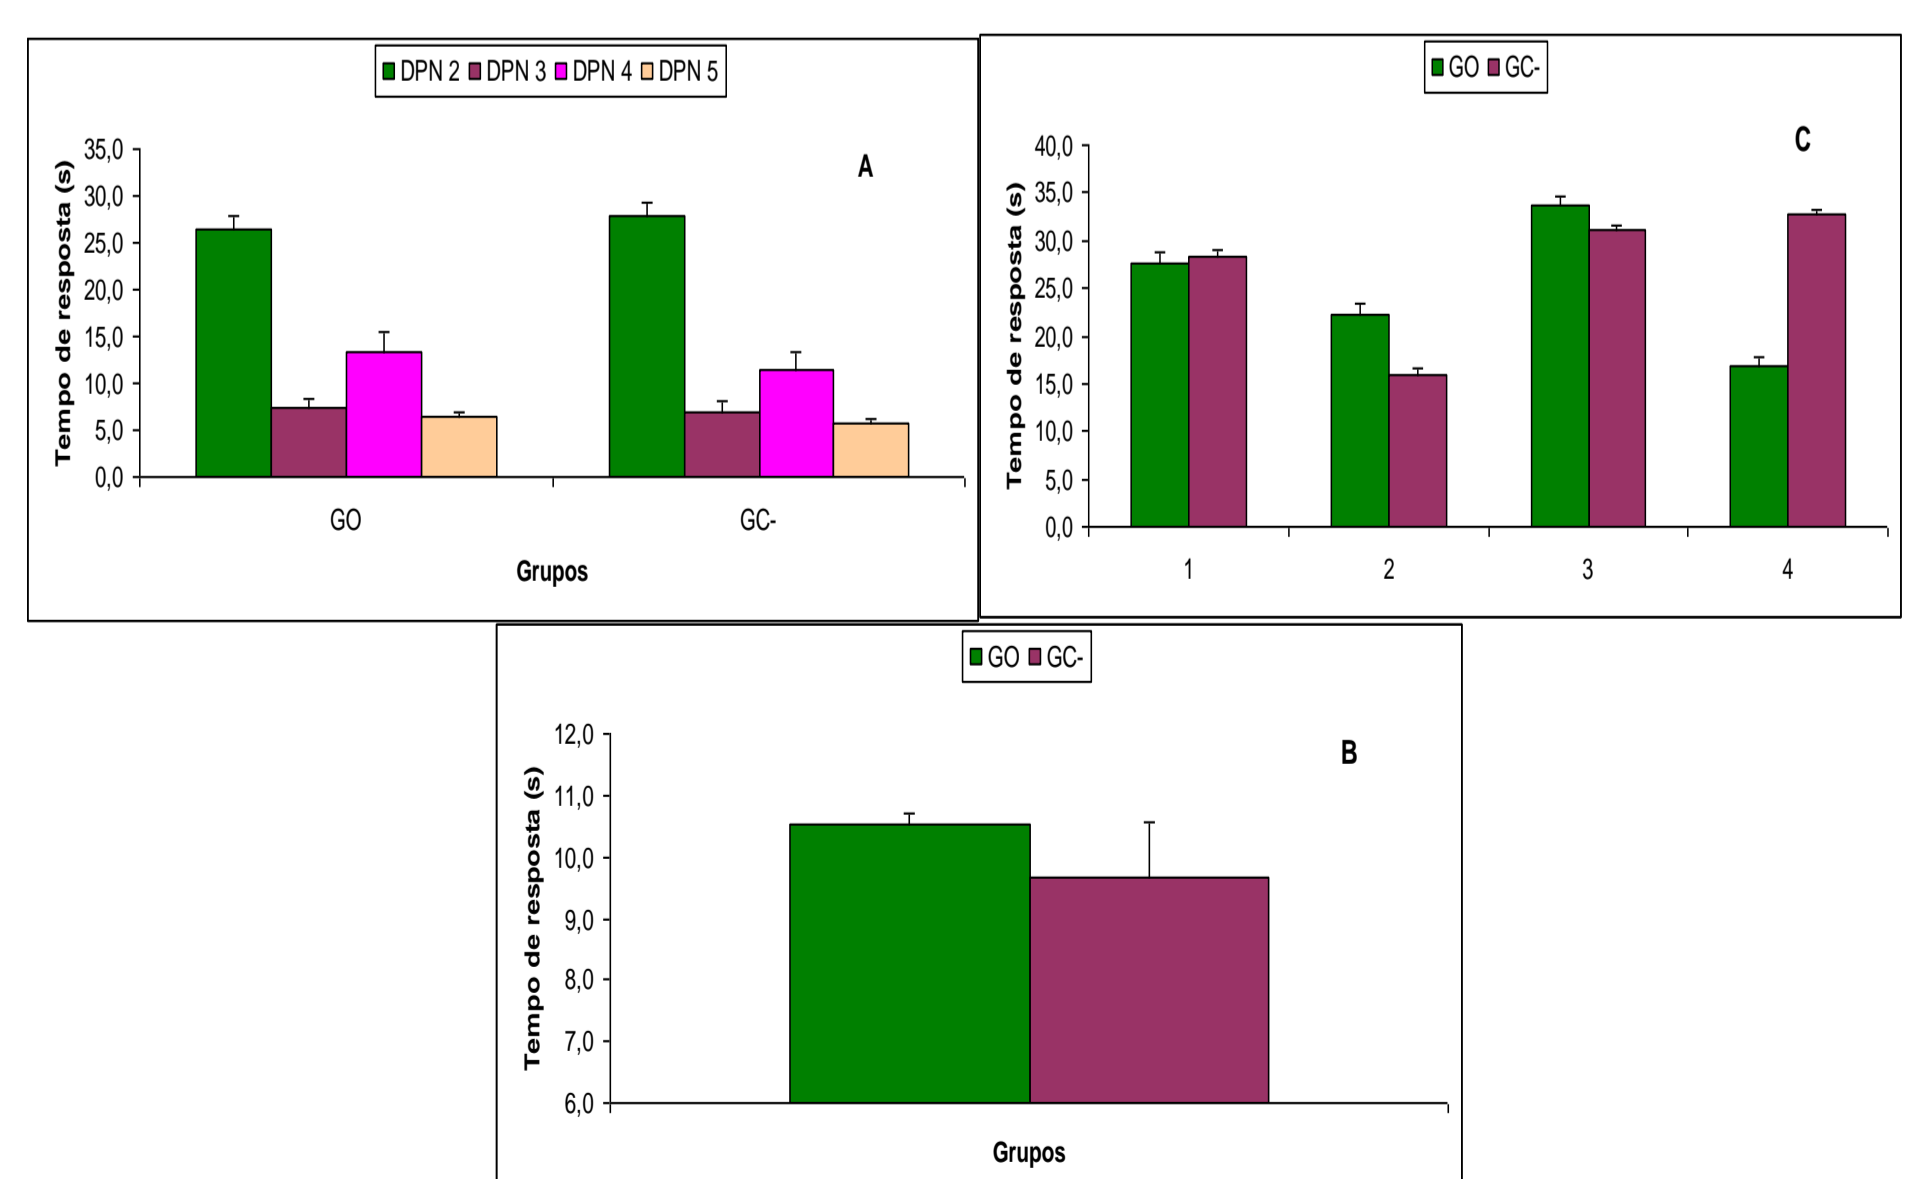 DPN 2 DPN 3 DPN 4 DPN 5
A
Tempo de resposta (s)
35,0
30,0
25,0
20,0
15,0
10,0
5,0
0,0
GO GC-
Grupos
GO GC-
C
Tempo de resposta (s)
40,0
35,0
30,0
25,0
20,0
15,0
10,0
5,0
0,0
1 2 3 4
GO GC-
B
Tempo de resposta (s)
12,0
11,0
10,0
9,0
8,0
7,0
6,0
Grupos